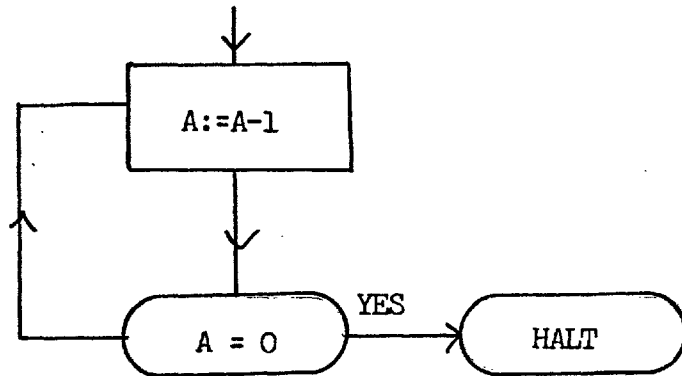 A:=A-1
YES
A = 0
HALT